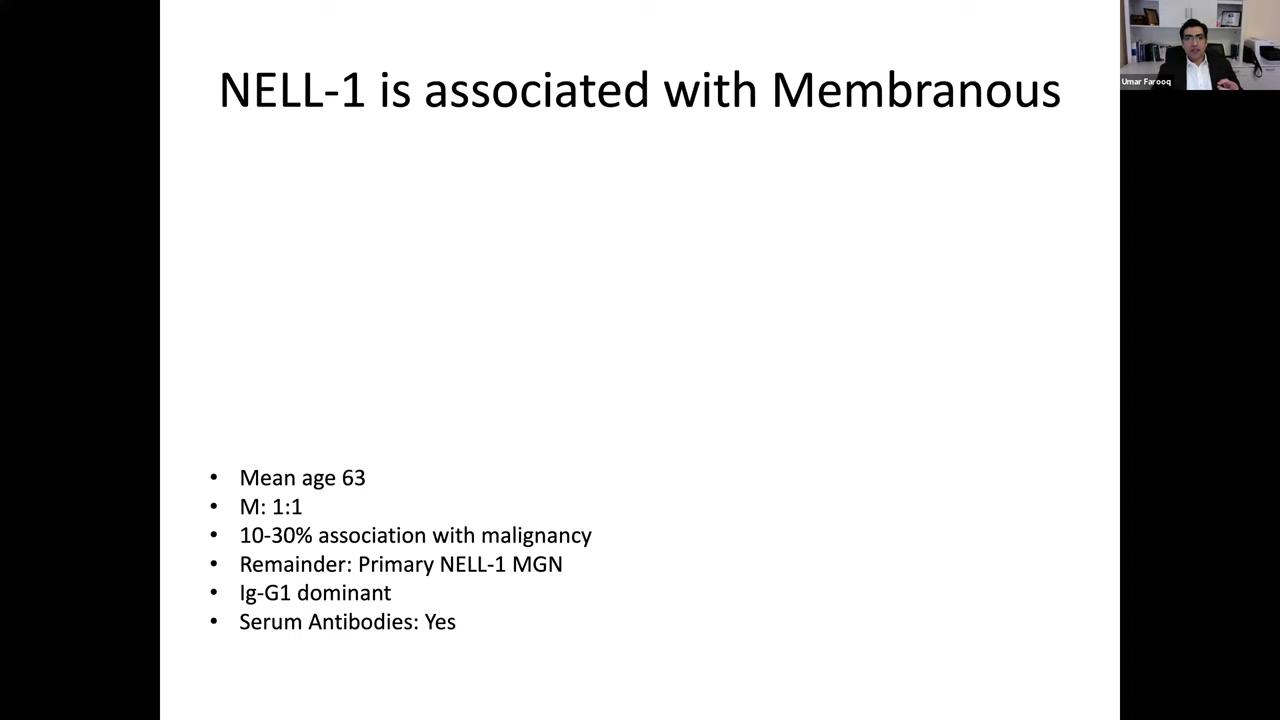 NELL-1 is associated with Membranous
Umar Farooq
• Mean age 63
• M: 1:1
• 10-30% association with malignancy
• Remainder: Primary NELL-1 MGN
• Ig-G1 dominant
• Serum Antibodies: Yes